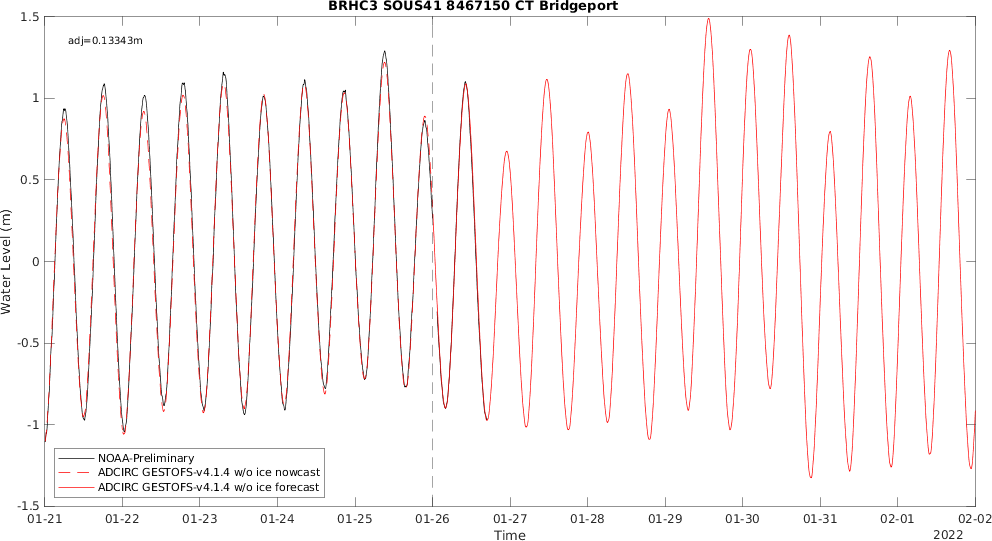 BRHC3 SOUS41 8467150 CT Bridgeport
adj=0.13343m
1.5
1
0.5
0
-0.5
-1
-1.5
Water Level (m)
NOAA-Preliminary
ADCIRC GESTOFS-v4.1.4 w/o ice nowcast
ADCIRC GESTOFS-v4.1.4 w/o ice forecast
01-21 01-22 01-23 01-24 01-25 01-26 01-27 01-28 01-29 01-30 01-31 02-01 02-02
Time
2022